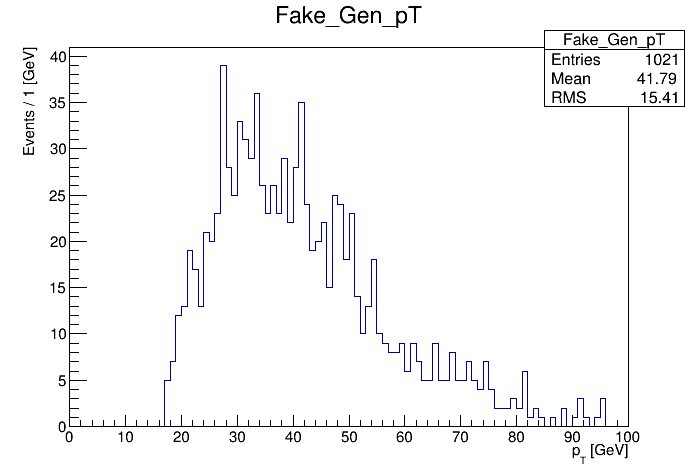 Fake_Gen_pT
Fake_Gen_pT
Entries 1021
Mean 41.79
RMS 15.41
Events / 1 [GeV]
40
35
30
25
20
15
10
5
0
0 10 20 30 40 50 60 70 80 90 100
p_T [GeV]